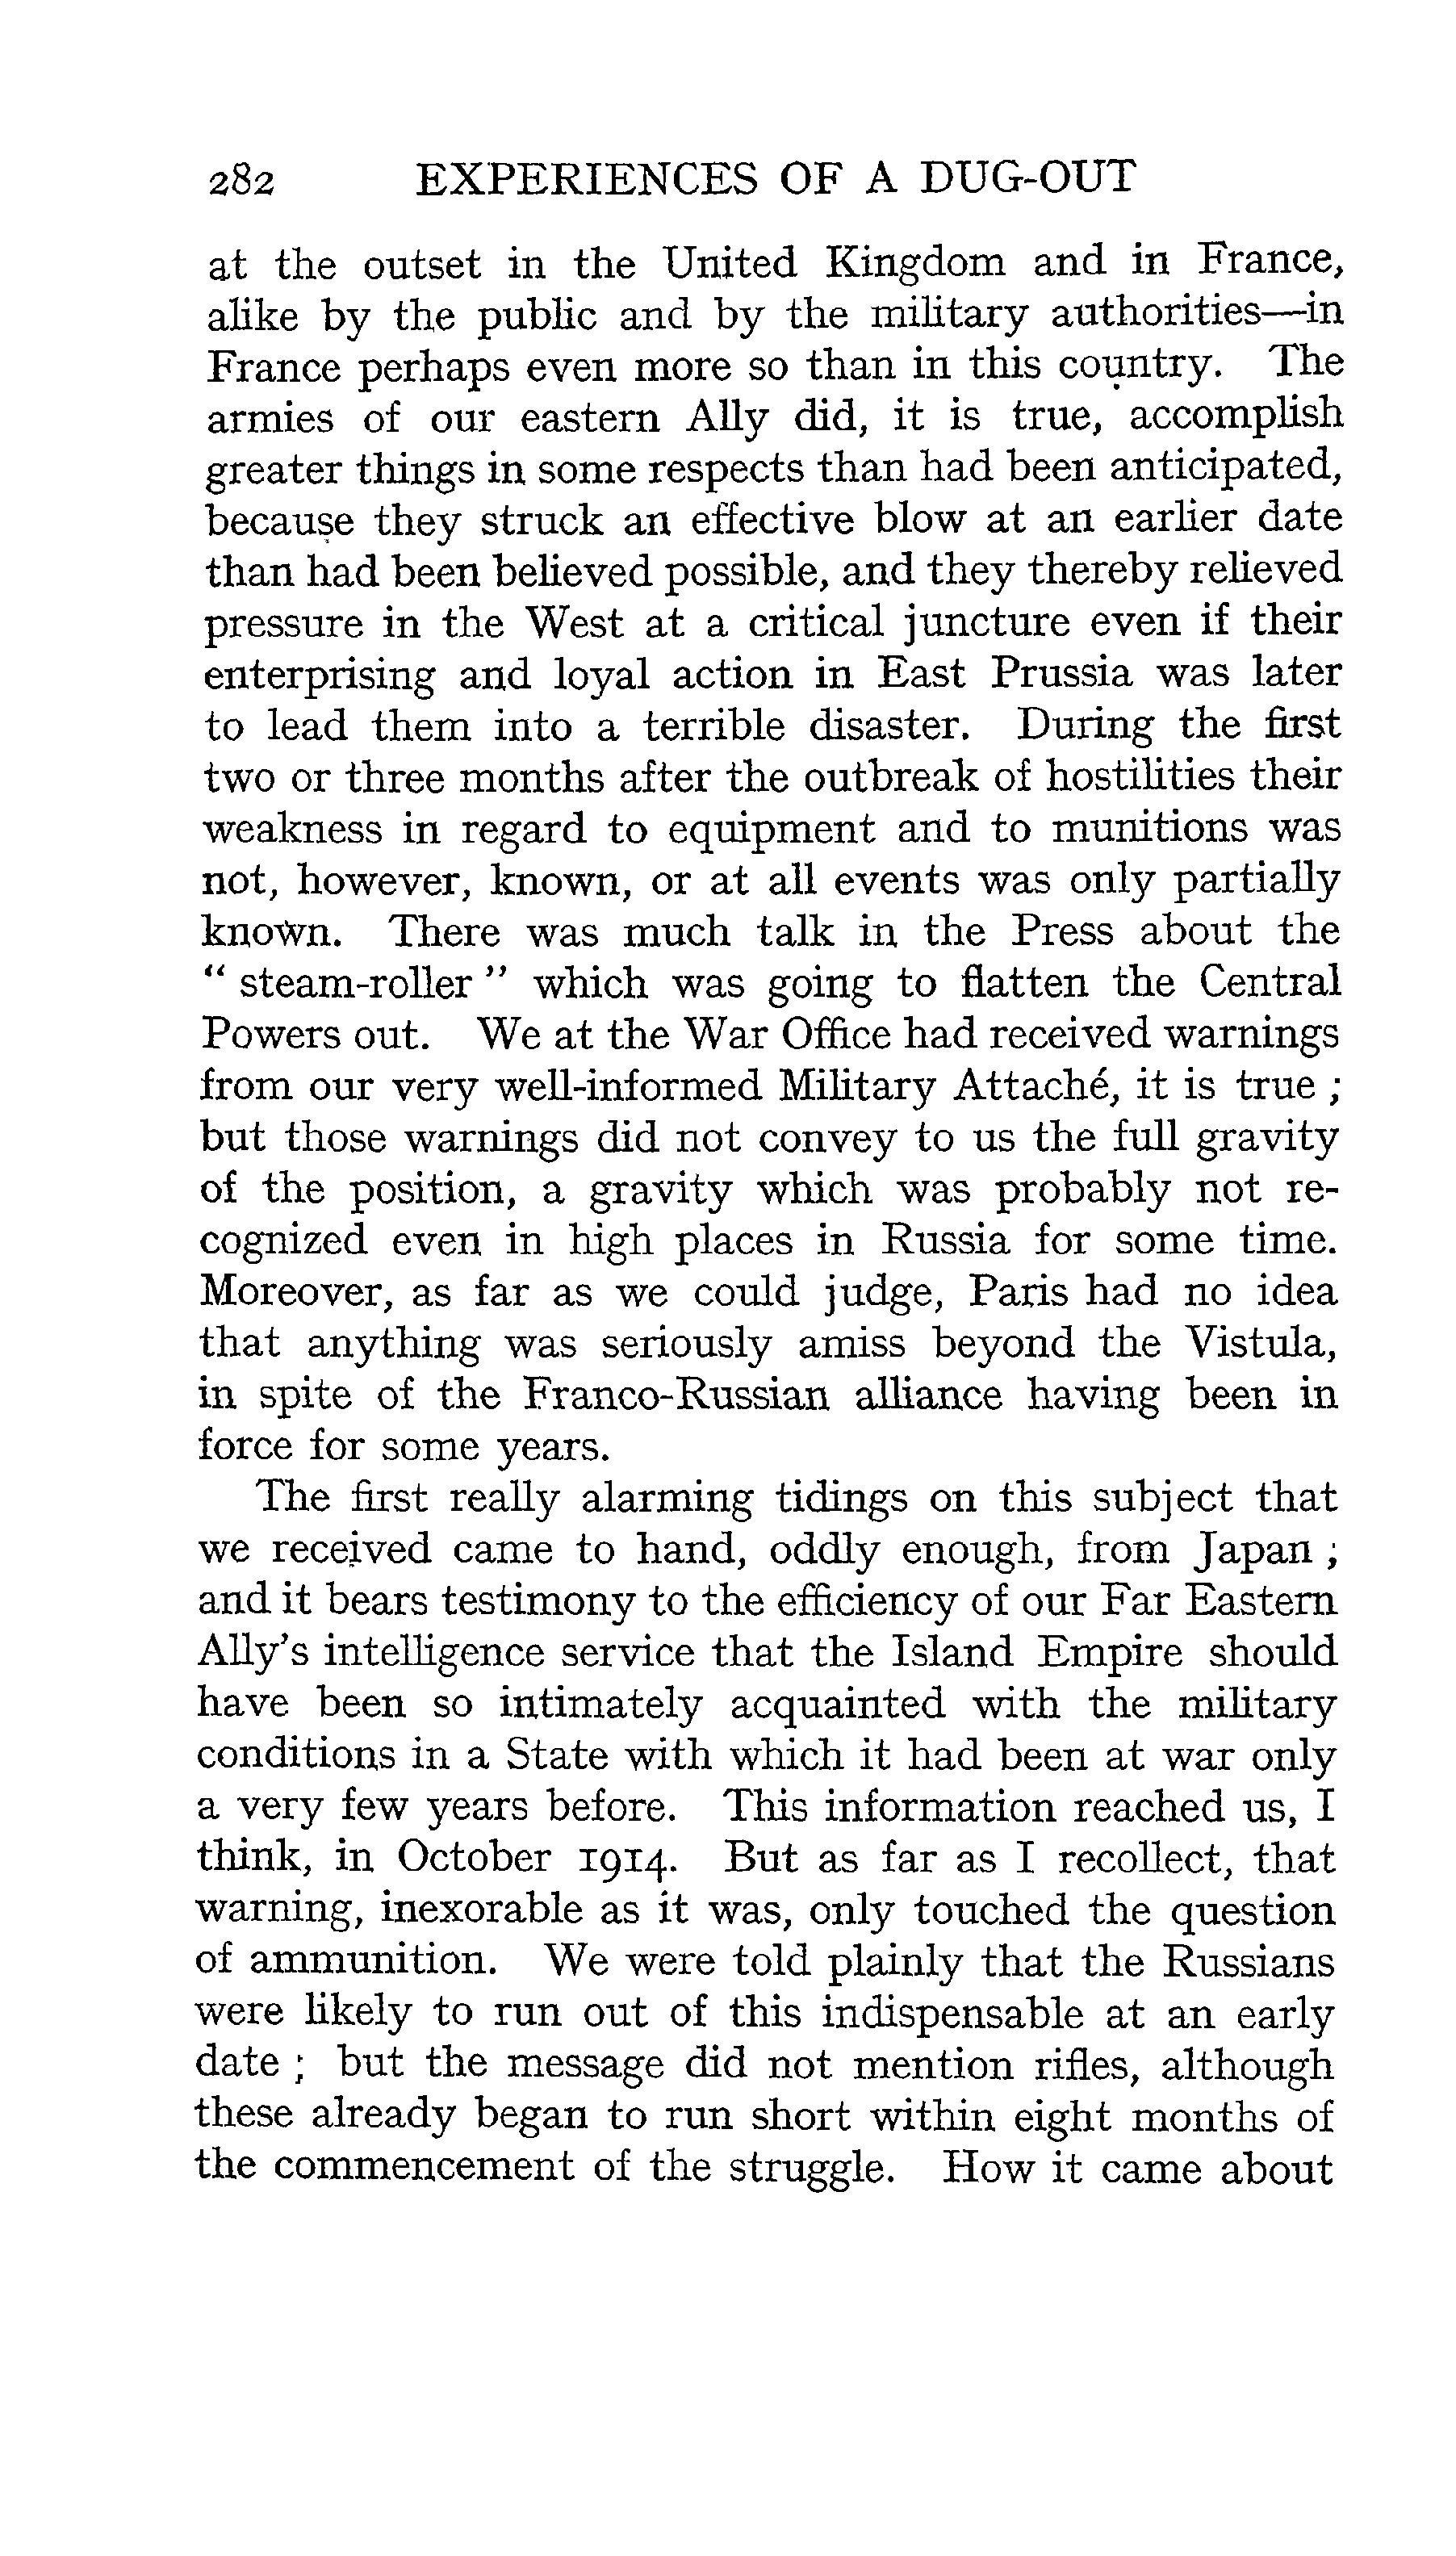 282 EXPERIENCES OF A DUG-OUT
at the outset in the United Kingdom and in France,
alike by the public and by the military authorities—in
France perhaps even more so than in this country. The
armies of our eastern Ally did, it is true, accomplish
greater things in some respects than had been anticipated,
because they struck an effective blow at an earlier date
than had been believed possible, and they thereby relieved
pressure in the West at a critical juncture even if their
enterprising and loyal action in East Prussia was later
to lead them into a terrible disaster. During the first
two or three months after the outbreak of hostilities their
weakness in regard to equipment and to munitions was
not, however, known, or at all events was only partially
known. There was much talk in the Press about the
" steam-roller " which was going to flatten the Central
Powers out. We at the War Office had received warnings
from our very well-informed Military Attaché, it is true ;
but those warnings did not convey to us the full gravity
of the position, a gravity which was probably not re-
cognized even in high places in Russia for some time.
Moreover, as far as we could judge, Paris had no idea
that anything was seriously amiss beyond the Vistula,
in spite of the Franco-Russian alliance having been in
force for some years.
The first really alarming tidings on this subject that
we received came to hand, oddly enough, from Japan ;
and it bears testimony to the efficiency of our Far Eastern
Ally's intelligence service that the Island Empire should
have been so intimately acquainted with the military
conditions in a State with which it had been at war only
a very few years before. This information reached us, I
think, in October 1914. But as far as I recollect, that
warning, inexorable as it was, only touched the question
of ammunition. We were told plainly that the Russians
were likely to run out of this indispensable at an early
date ; but the message did not mention rifles, although
these already began to run short within eight months of
the commencement of the struggle. How it came about